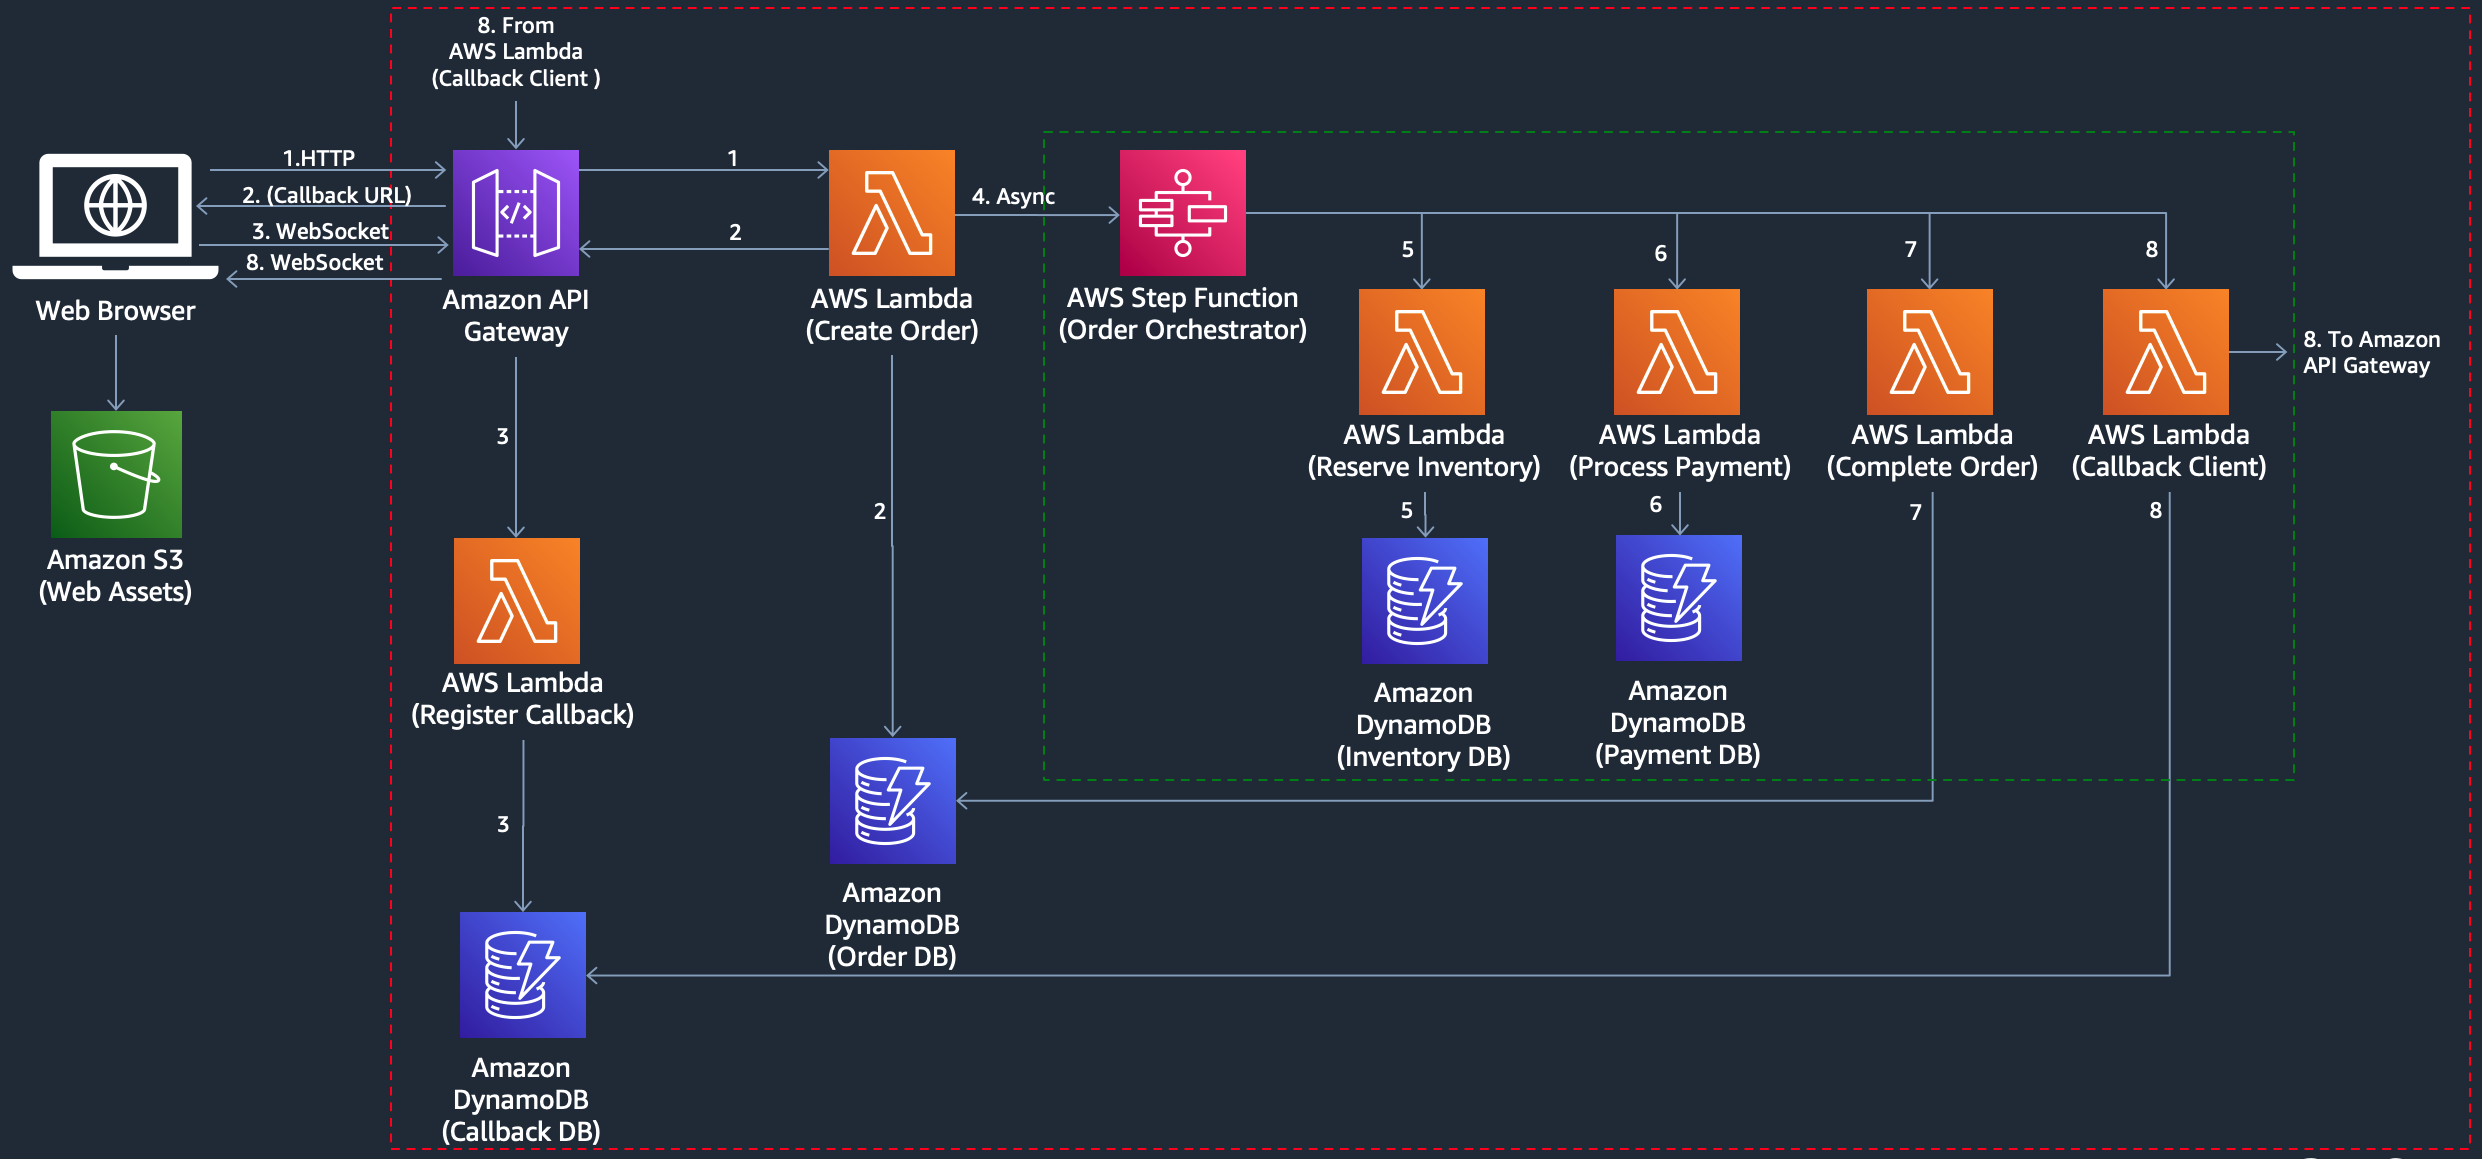 8. From
AWS Lambda
(Callback Client )
1.HTTP
2. (Callback URL)
3. WebSocket
8. WebSocket
Web Browser
Amazon S3
(Web Assets)
Amazon API
Gateway
1
2
3
AWS Lambda
(Register Callback)
3
Amazon
DynamoDB
(Callback DB)
AWS Lambda
(Create Order)
2
Amazon
DynamoDB
(Order DB)
4. Async
AWS Step Function
(Order Orchestrator)
5
6
7
8
AWS Lambda
(Reserve Inventory)
5
Amazon
DynamoDB
(Inventory DB)
AWS Lambda
(Process Payment)
6
Amazon
DynamoDB
(Payment DB)
AWS Lambda
(Complete Order)
7
AWS Lambda
(Callback Client)
8
8. To Amazon
API Gateway